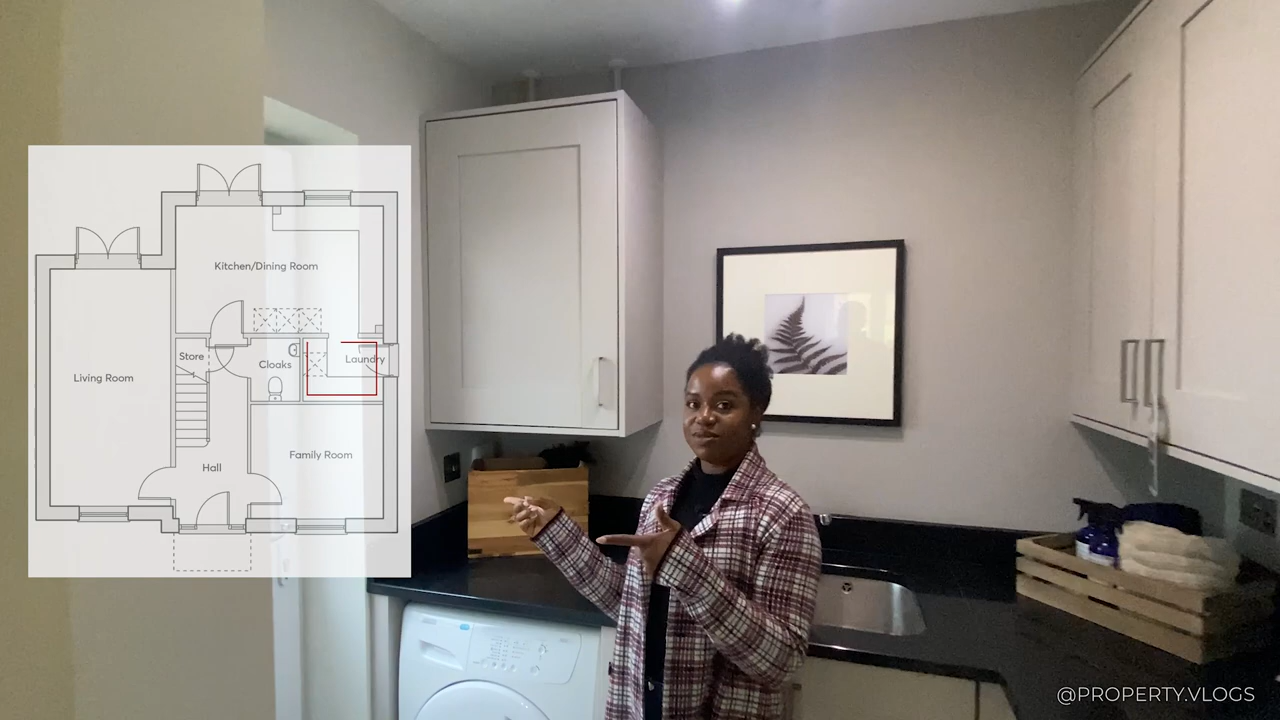 Kitchen/Dining Room
Store
Cloaks
Laundry
Living Room
Family Room
Hall
@PROPERTY.VLOGS